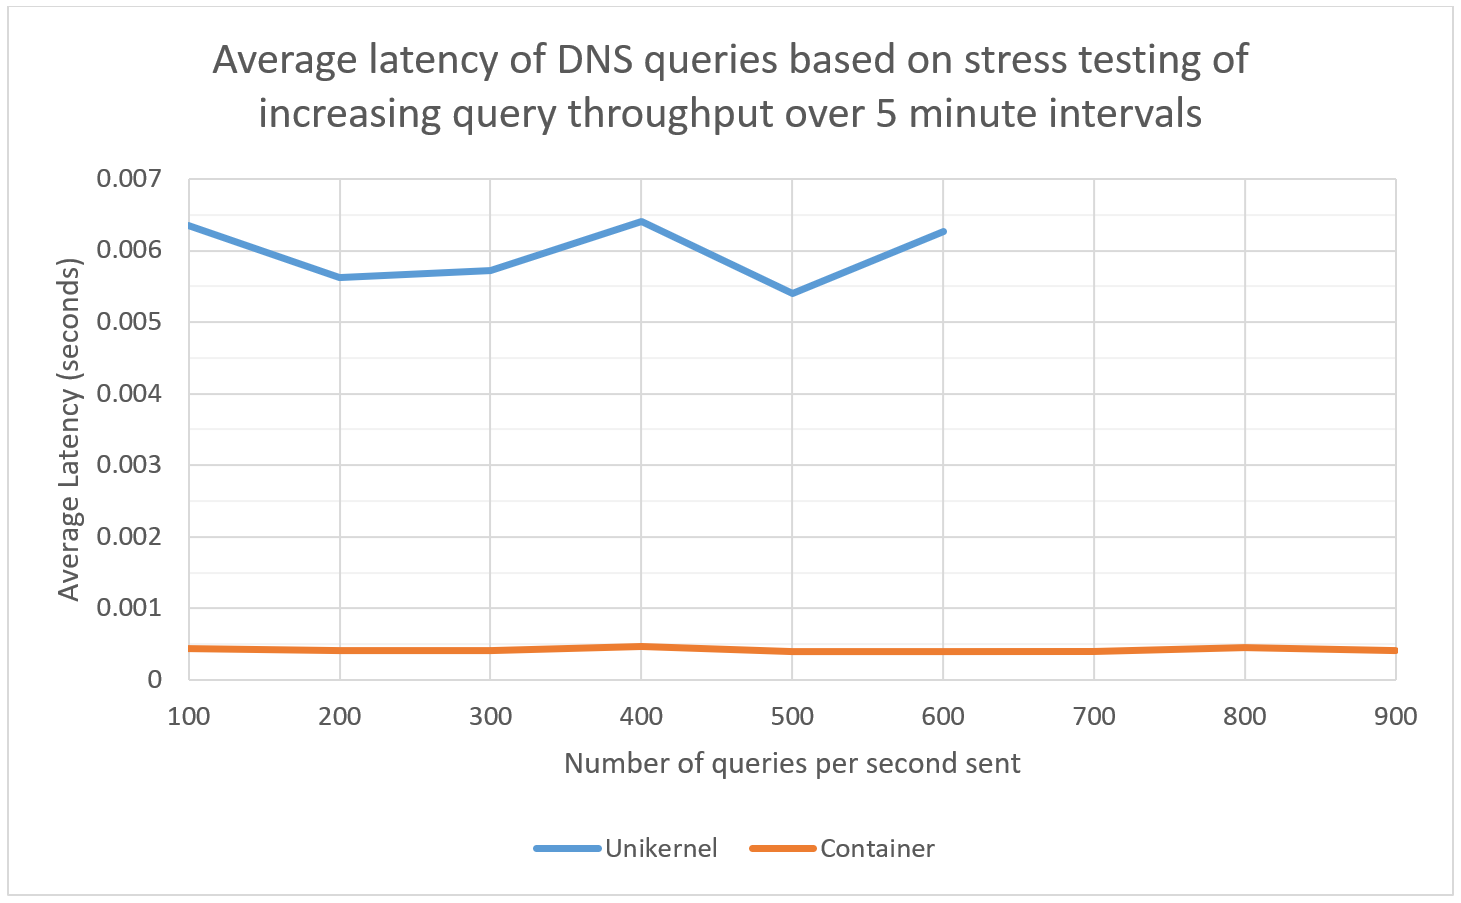 Average latency of DNS queries based on stress testing of
increasing query throughput over 5 minute intervals
0.007
0.006
0.005
0.004
0.003
0.002
0.001
0
Average Latency (seconds)
100 200 300 400 500 600 700 800 900
Number of queries per second sent
Unikernel Container